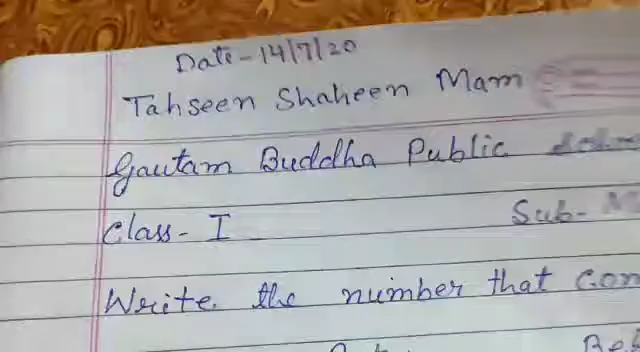 Date-14/7/20
Tahseen Shaheen Mam
Gautam Buddha Public
Class- I Sub-
Write the number that